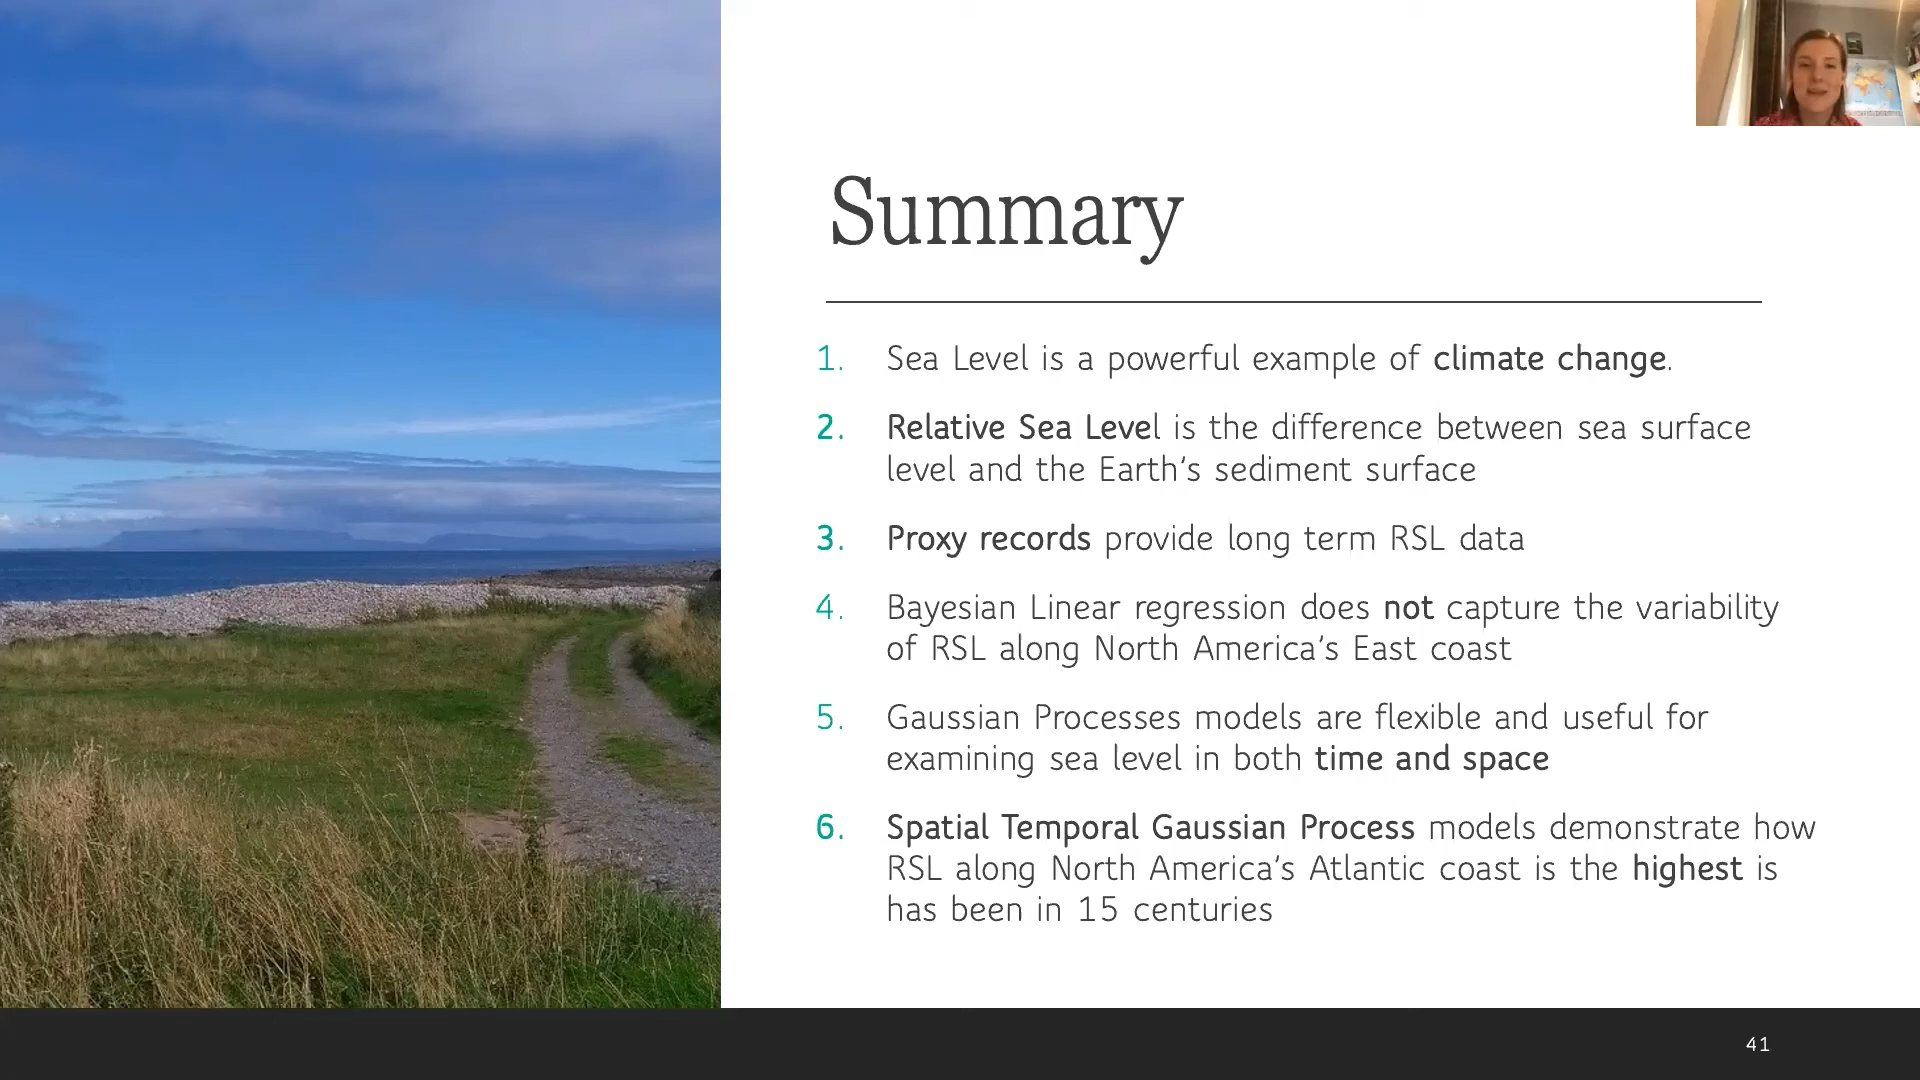 Summary
1. Sea Level is a powerful example of climate change.
2. Relative Sea Level is the difference between sea surface
level and the Earth's sediment surface
3. Proxy records provide long term RSL data
4. Bayesian Linear regression does not capture the variability
of RSL along North America's East coast
5. Gaussian Processes models are flexible and useful for
examining sea level in both time and space
6. Spatial Temporal Gaussian Process models demonstrate how
RSL along North America's Atlantic coast is the highest is
has been in 15 centuries
41